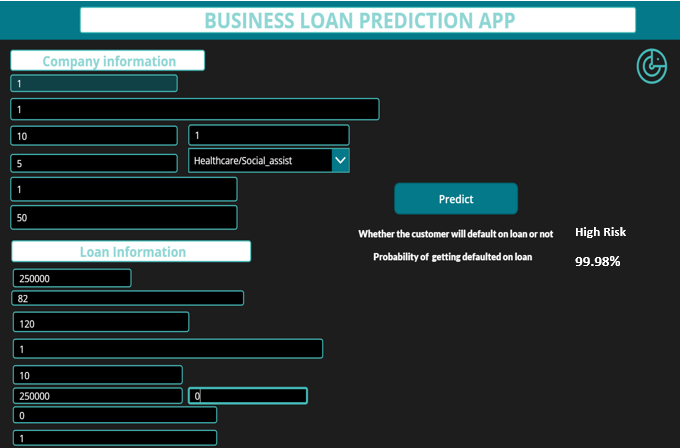 BUSINESS LOAN PREDICTION APP
Company information
1
1
10 1
5 Healthcare/Social_assist
1
50
Predict
Whether the customer will default on loan or not High Risk
Probability of getting defaulted on loan 99.98%
Loan Information
250000
82
120
1
10
250000 0
0
1